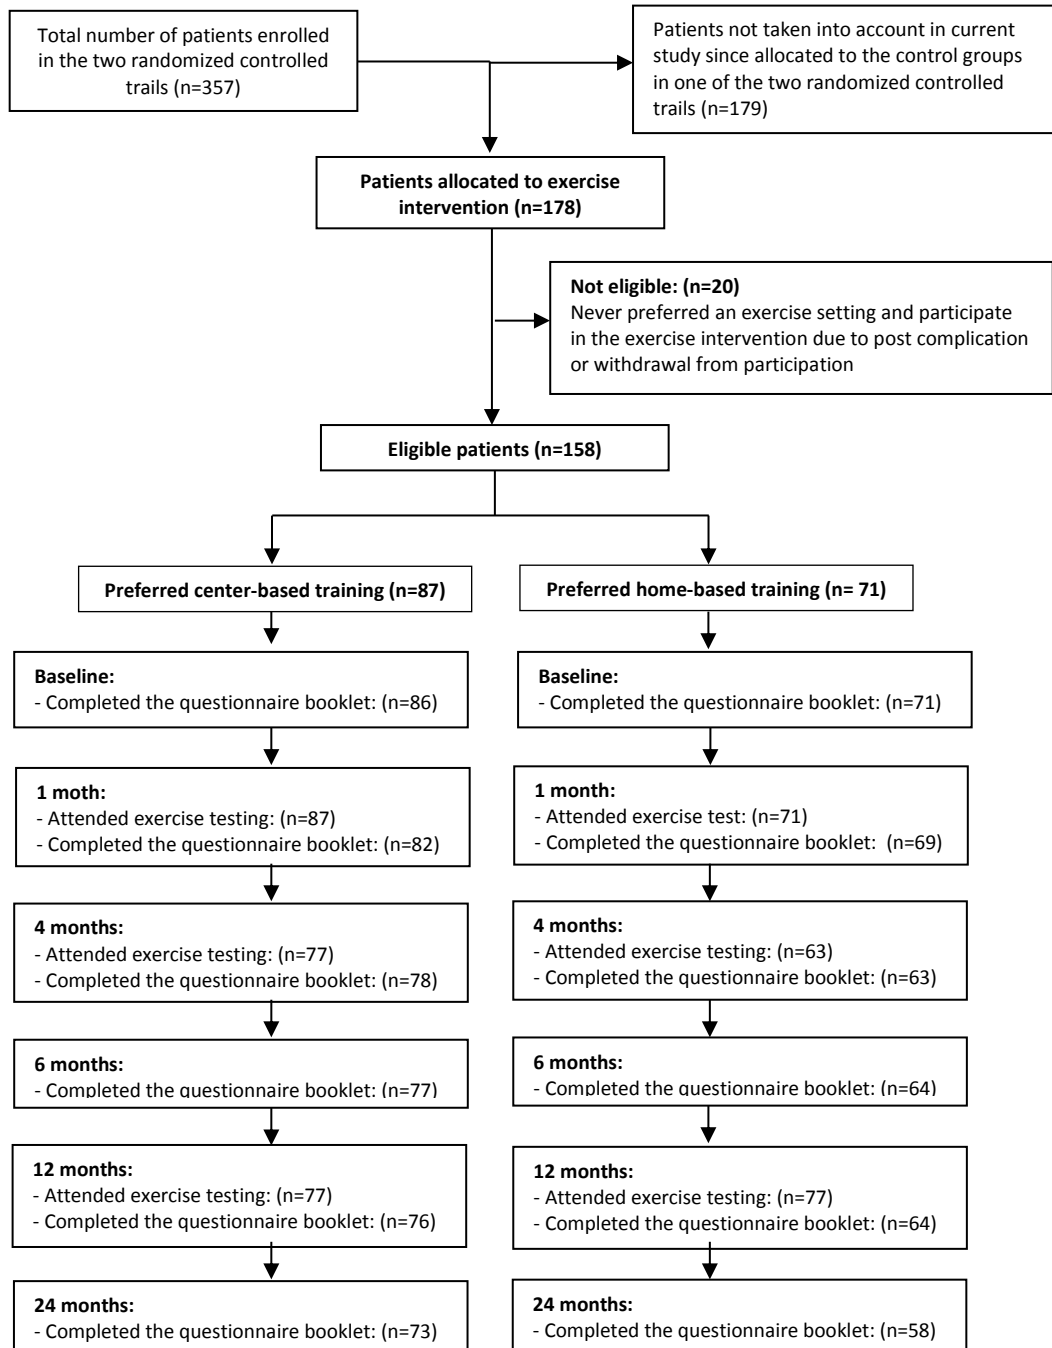 Total number of patients enrolled
in the two randomized controlled
trails (n=357)
Patients not taken into account in current
study since allocated to the control groups
in one of the two randomized controlled
trails (n=179)
Patients allocated to exercise
intervention (n=178)
Not eligible: (n=20)
Never preferred an exercise setting and participate
in the exercise intervention due to post complication
or withdrawal from participation
Eligible patients (n=158)
Preferred center-based training (n=87)
Preferred home-based training (n= 71)
Baseline:
- Completed the questionnaire booklet: (n=86)
Baseline:
- Completed the questionnaire booklet: (n=71)
1 moth:
- Attended exercise testing: (n=87)
- Completed the questionnaire booklet: (n=82)
1 month:
- Attended exercise test: (n=71)
- Completed the questionnaire booklet:  (n=69)
4 months:
- Attended exercise testing: (n=77)
- Completed the questionnaire booklet: (n=78)
4 months:
- Attended exercise testing: (n=63)
- Completed the questionnaire booklet: (n=63)
6 months:
- Completed the questionnaire booklet: (n=77)
6 months:
- Completed the questionnaire booklet: (n=64)
12 months:
- Attended exercise testing: (n=77)
- Completed the questionnaire booklet: (n=76)
12 months:
- Attended exercise testing: (n=77)
- Completed the questionnaire booklet: (n=64)
24 months:
- Completed the questionnaire booklet: (n=73)
24 months:
- Completed the questionnaire booklet: (n=58)